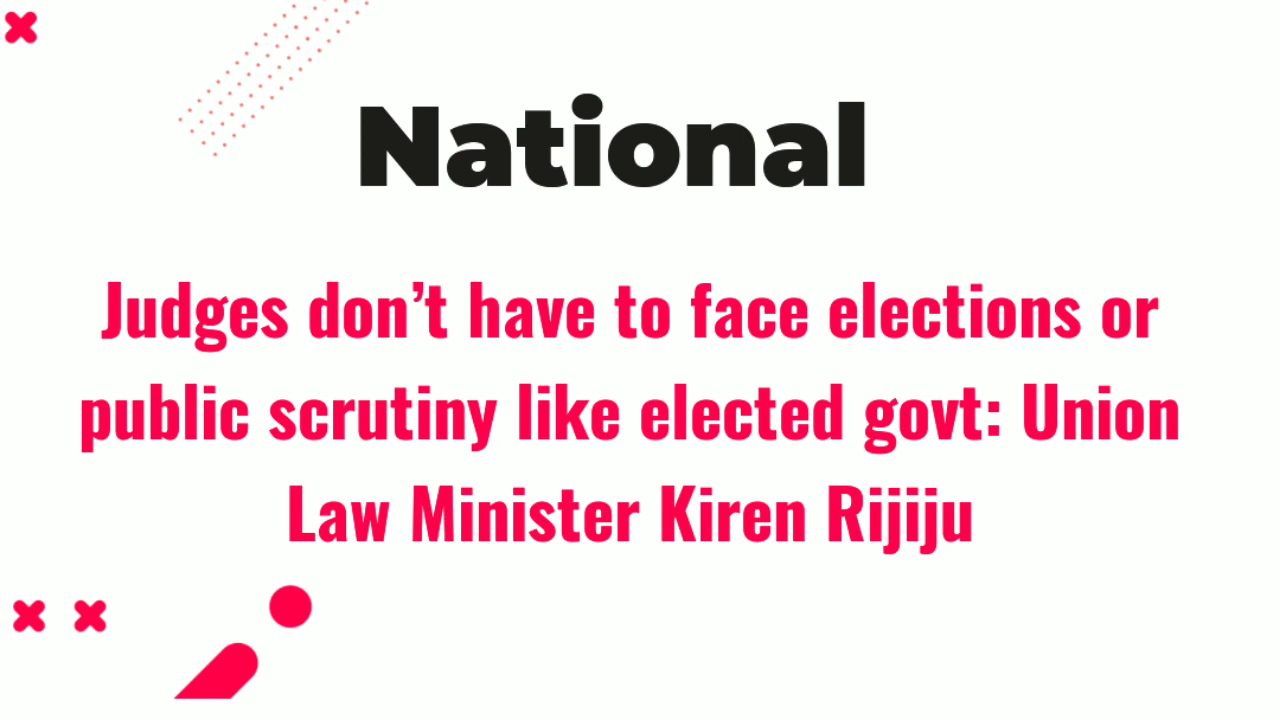 National
Judges don’t have to face elections or
public scrutiny like elected govt: Union
Law Minister Kiren Rijiju